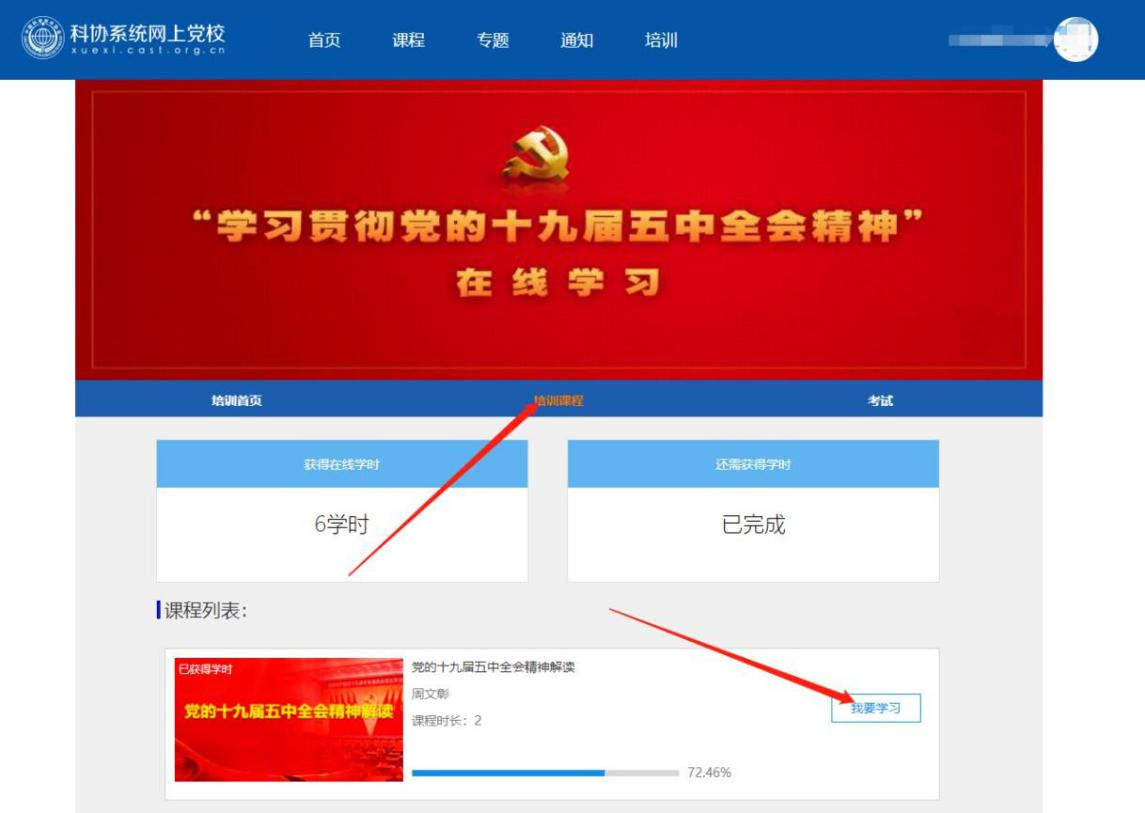 科协系统网上党校
xuexi.cast.org.cn
首页 课程 专题 通知 培训
“学习贯彻党的十九届五中全会精神”
在线学习
培训首页 培训课程 考试
获得在线学时 还需获得学时
6学时 已完成
课程列表：
已获得学时
党的十九届五中全会精神解读
党的十九届五中全会精神解读
周文彰
课程时长：2
我要学习
72.46%